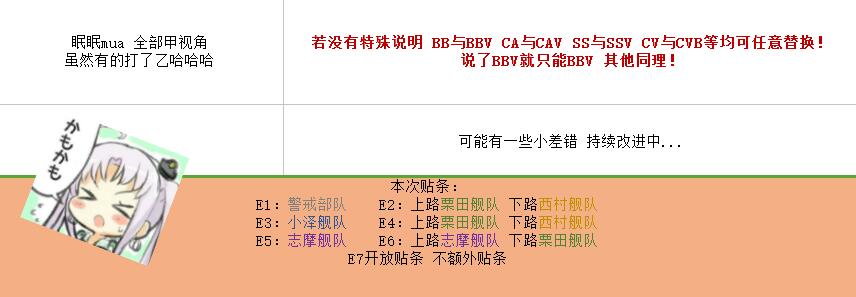 眠眠mua 全部甲视角
虽然有的打了乙哈哈哈
若没有特殊说明 BB与BBV CA与CAV SS与SSV CV与CVB等均可任意替换！
说了BBV就只能BBV 其他同理！
可能有一些小差错 持续改进中...
かもかも
本次贴条：
E1：警戒部队 E2：上路栗田舰队 下路西村舰队
E3：小泽舰队 E4：上路栗田舰队 下路西村舰队
E5：志摩舰队 E6：上路志摩舰队 下路栗田舰队
E7开放贴条 不额外贴条